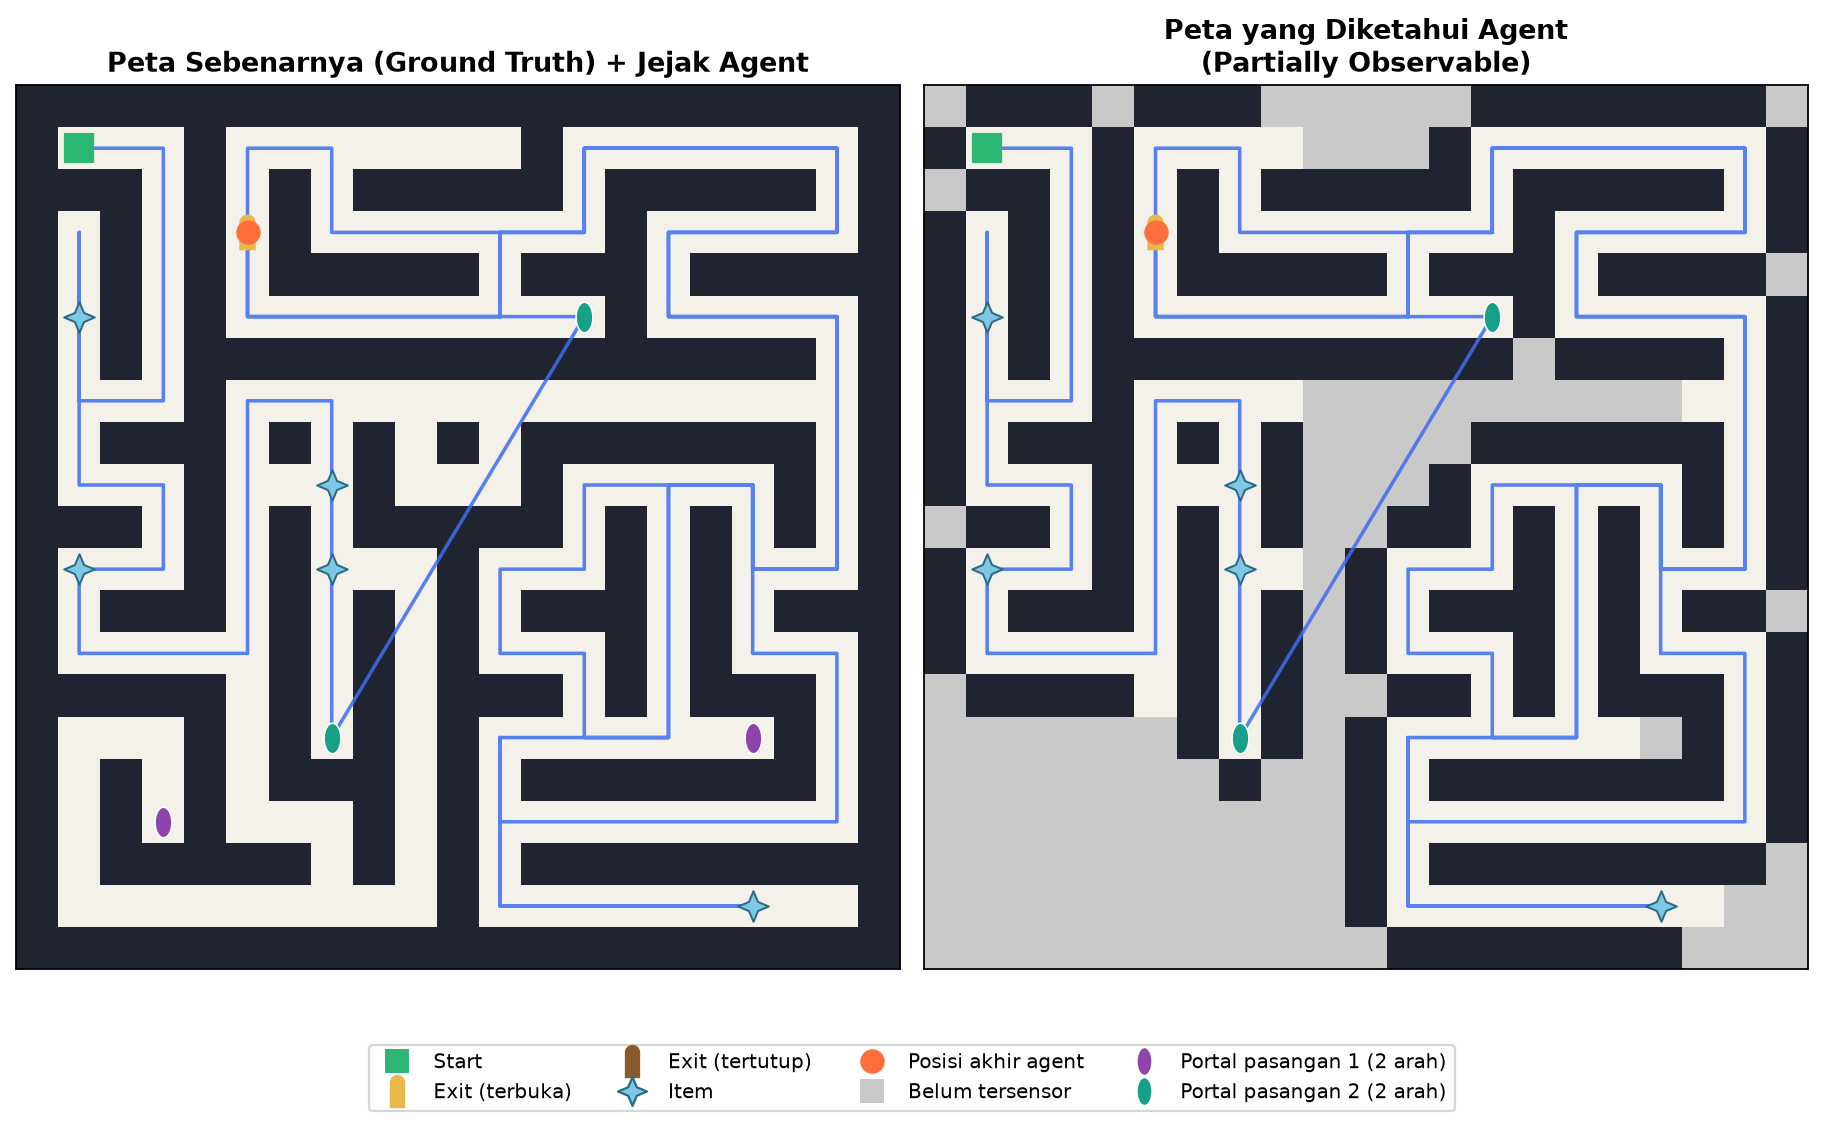 Peta Sebenarnya (Ground Truth) + Jejak Agent
Peta yang Diketahui Agent
(Partially Observable)
Start
Exit (terbuka)
Exit (tertutup)
Item
Posisi akhir agent
Belum tersensor
Portal pasangan 1 (2 arah)
Portal pasangan 2 (2 arah)